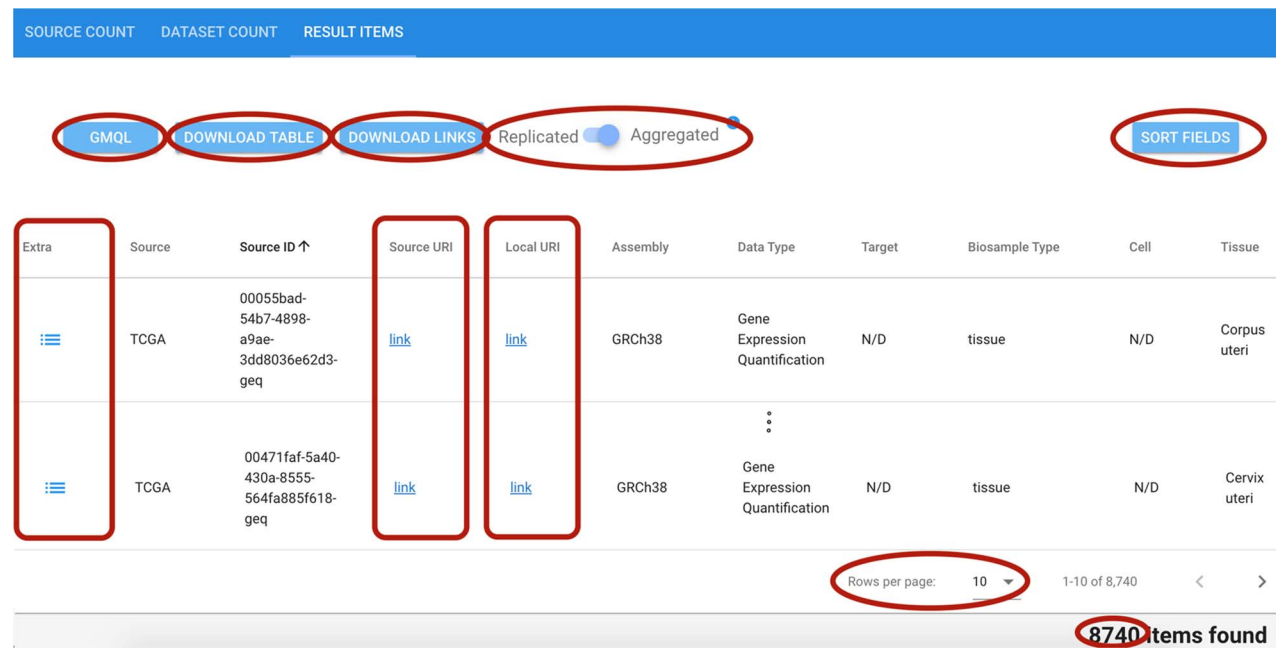 SOURCE COUNT DATASET COUNT RESULT ITEMS
GMQL DOWNLOAD TABLE DOWNLOAD LINKS Replicated Aggregated SORT FIELDS
Extra Source Source ID ↑ Source URI Local URI Assembly Data Type Target Biosample Type Cell Tissue
00055bad-
54b7-4898-
a9ae-
3dd8036e62d3-
geq
TCGA link link GRCh38
Gene
Expression
Quantification
N/D tissue N/D
Corpus
uteri
00471faf-5a40-
430a-8555-
564fa885f618-
geq
TCGA link link GRCh38
Gene
Expression
Quantification
N/D tissue N/D
Cervix
uteri
Rows per page: 10 1-10 of 8,740 < >
8740 items found